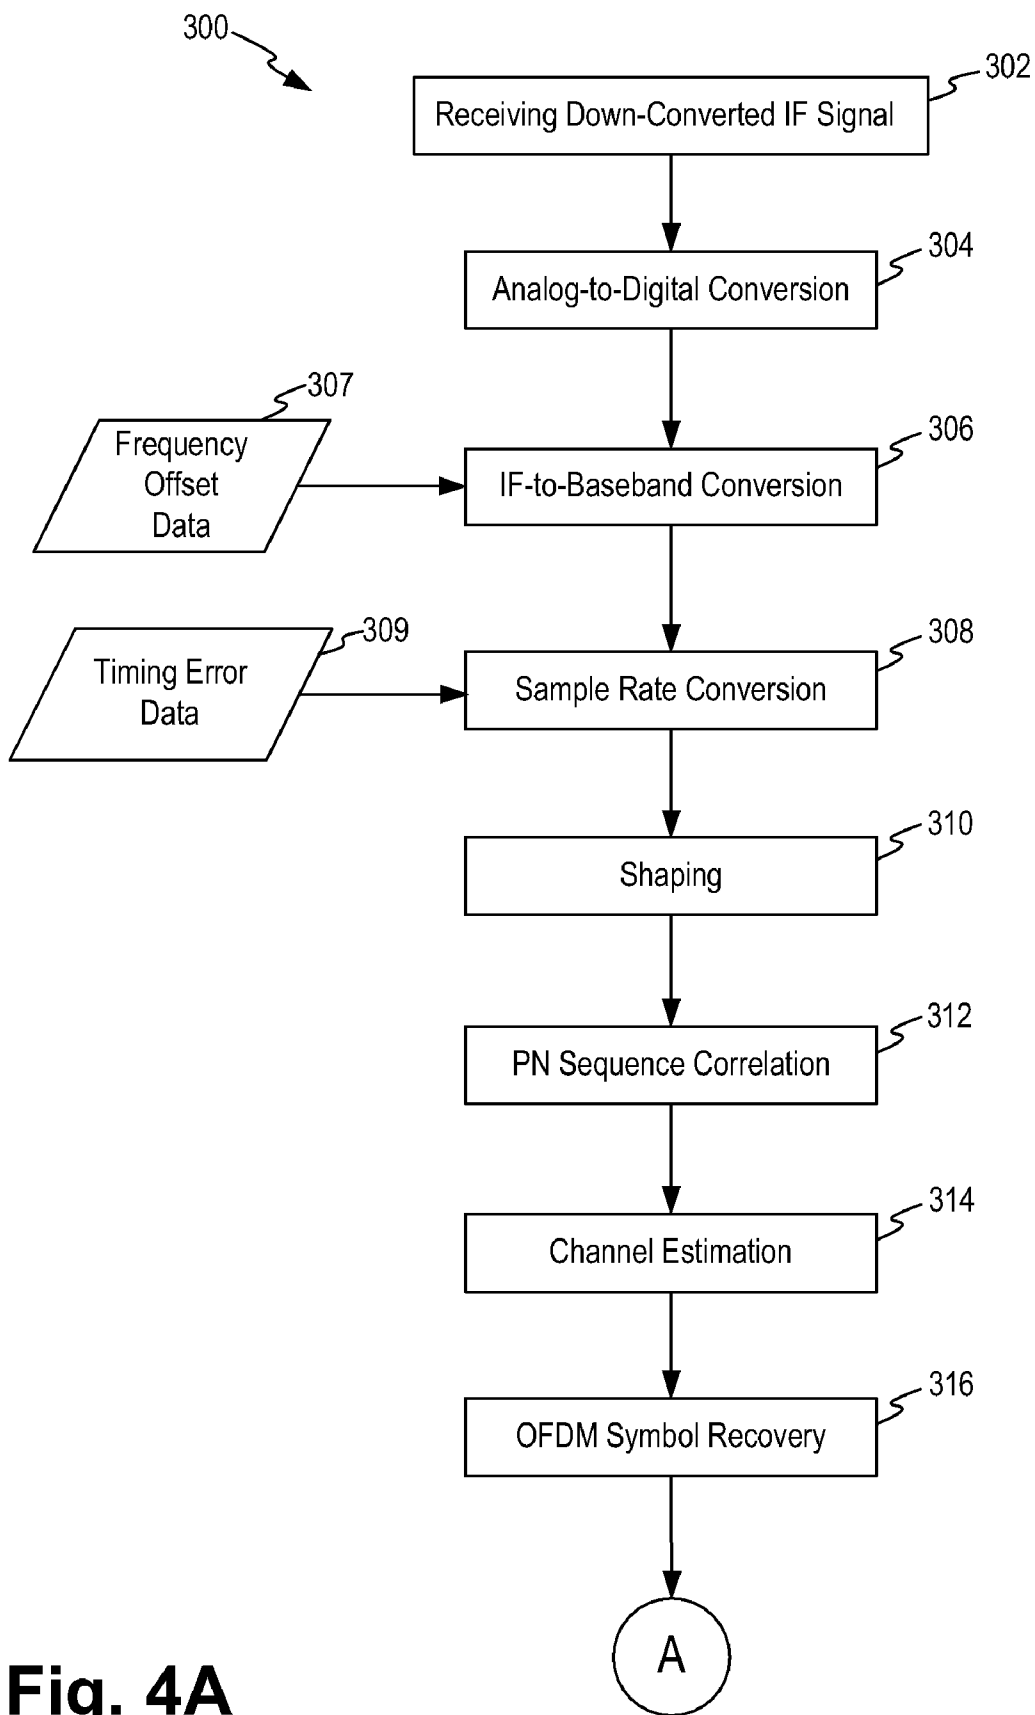 300
302
Receiving Down-Converted IF Signal
304
Analog-to-Digital Conversion
307
Frequency
Offset
Data
306
IF-to-Baseband Conversion
309
Timing Error
Data
308
Sample Rate Conversion
310
Shaping
312
PN Sequence Correlation
314
Channel Estimation
316
OFDM Symbol Recovery
A
Fig. 4A